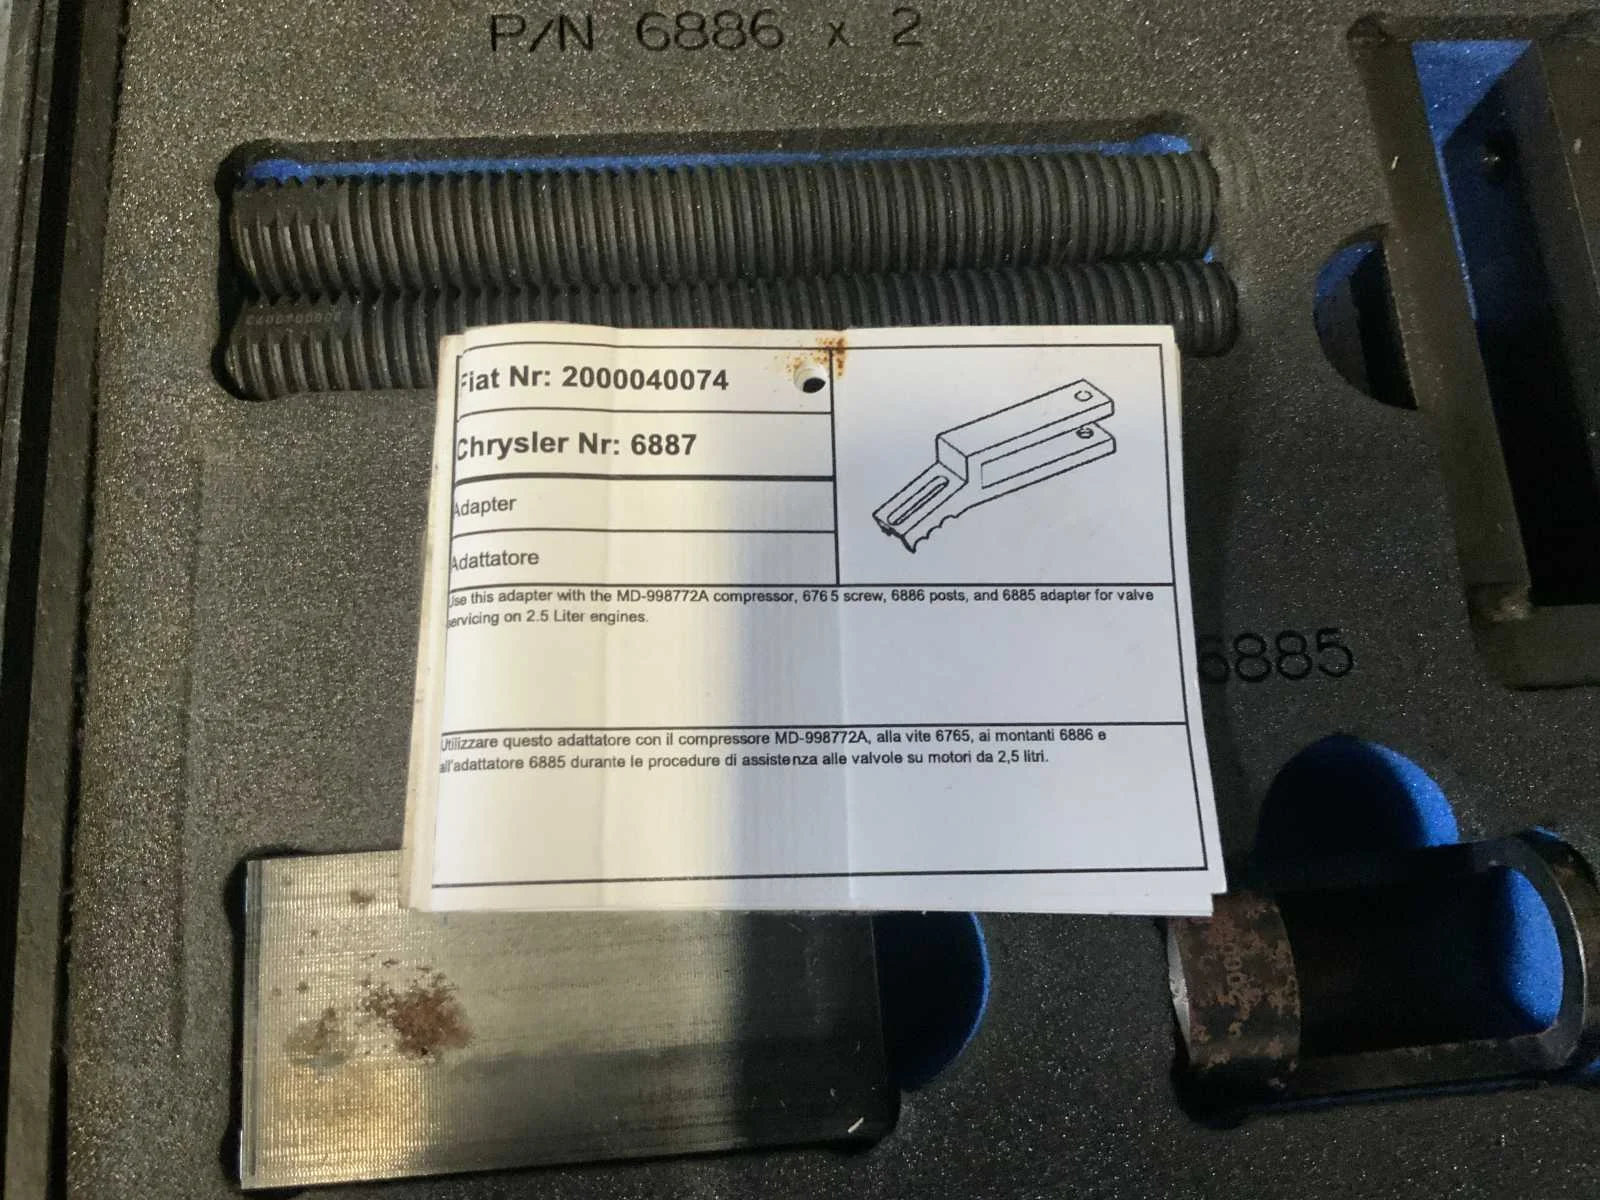 P/N 6886 x 2
Fiat Nr: 2000040074
Chrysler Nr: 6887
Adapter
Adattatore
Use this adapter with the MD-998772A compressor, 6765 screw, 6886 posts, and 6885 adapter for valve
servicing on 2.5 Liter engines.
Utilizzare questo adattatore con il compressore MD-998772A, alla vite 6765, ai montanti 6886 e
all'adattatore 6885 durante le procedure di assistenza alle valvole su motori da 2,5 litri.
6885